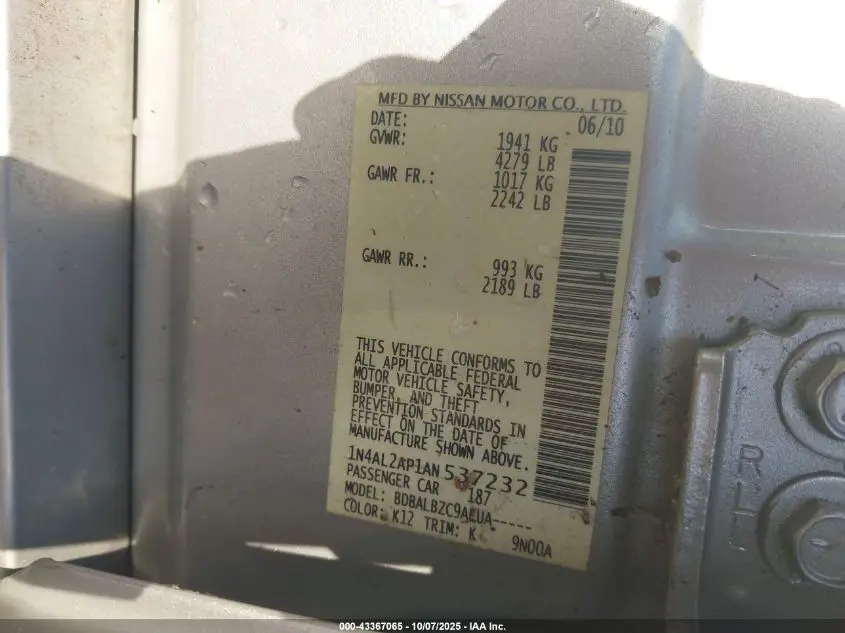 MFD BY NISSAN MOTOR CO., LTD.
DATE: 06/10
GVWR: 1941 KG
4279 LB
GAWR FR.: 1017 KG
2242 LB
GAWR RR.: 993 KG
2189 LB
THIS VEHICLE CONFORMS TO
ALL APPLICABLE FEDERAL
MOTOR VEHICLE SAFETY,
BUMPER, AND THEFT
PREVENTION STANDARDS IN
EFFECT ON THE DATE OF
MANUFACTURE SHOWN ABOVE.
1N4AL2AP1AN537232
PASSENGER CAR 187
MODEL: BDBALBZC9AEUA-----
COLOR: K12 TRIM: K 9N00A
RLL
000-43367065 - 10/07/2025 - IAA Inc.